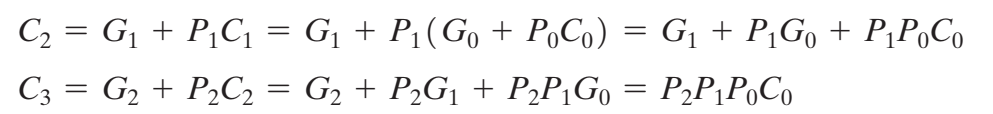 C₂ = G₁ + P₁C₁ = G₁ + P₁(G₀ + P₀C₀) = G₁ + P₁G₀ + P₁P₀C₀
C₃ = G₂ + P₂C₂ = G₂ + P₂G₁ + P₂P₁G₀ = P₂P₁P₀C₀